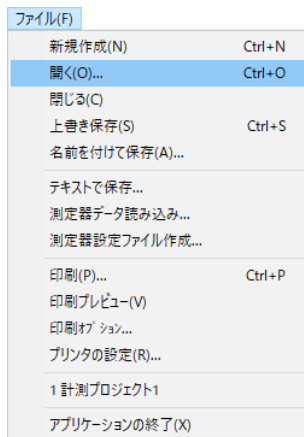 ファイル(F)
新規作成(N) Ctrl+N
開く(O)... Ctrl+O
閉じる(C)
上書き保存(S) Ctrl+S
名前を付けて保存(A)...
テキストで保存...
測定器データ読み込み...
測定器設定ファイル作成...
印刷(P)... Ctrl+P
印刷プレビュー(V)
印刷ｵﾌﾟｼｮﾝ...
プリンタの設定(R)...
1 計測プロジェクト1
アプリケーションの終了(X)